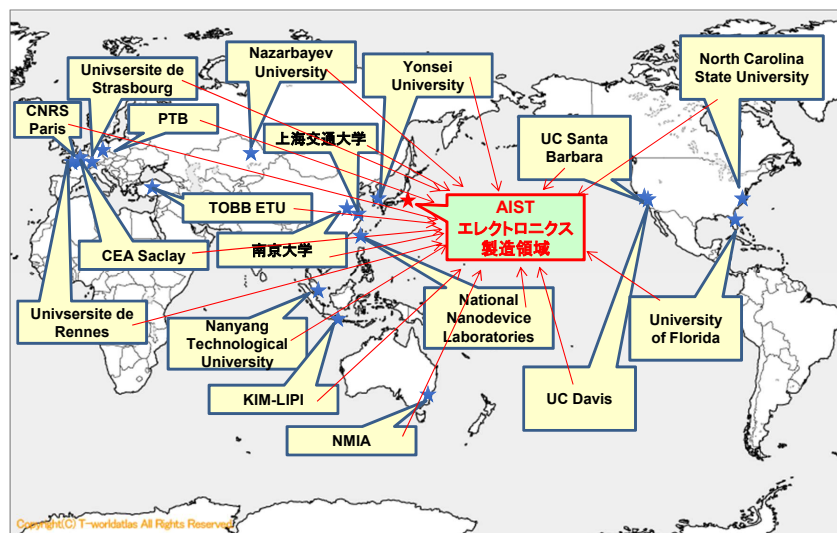 Nazarbayev
University
Yonsei
University
North Carolina
State University
Univsersite de
Strasbourg
CNRS
Paris
PTB
上海交通大学
UC Santa
Barbara
AIST
エレクトロニクス
製造領域
TOBB ETU
CEA Saclay
南京大学
Univsersite de
Rennes
Nanyang
Technological
University
National
Nanodevice
Laboratories
University
of Florida
KIM-LIPI
UC Davis
NMIA
Copyright(C) T-worldatlas All Rights Reserved